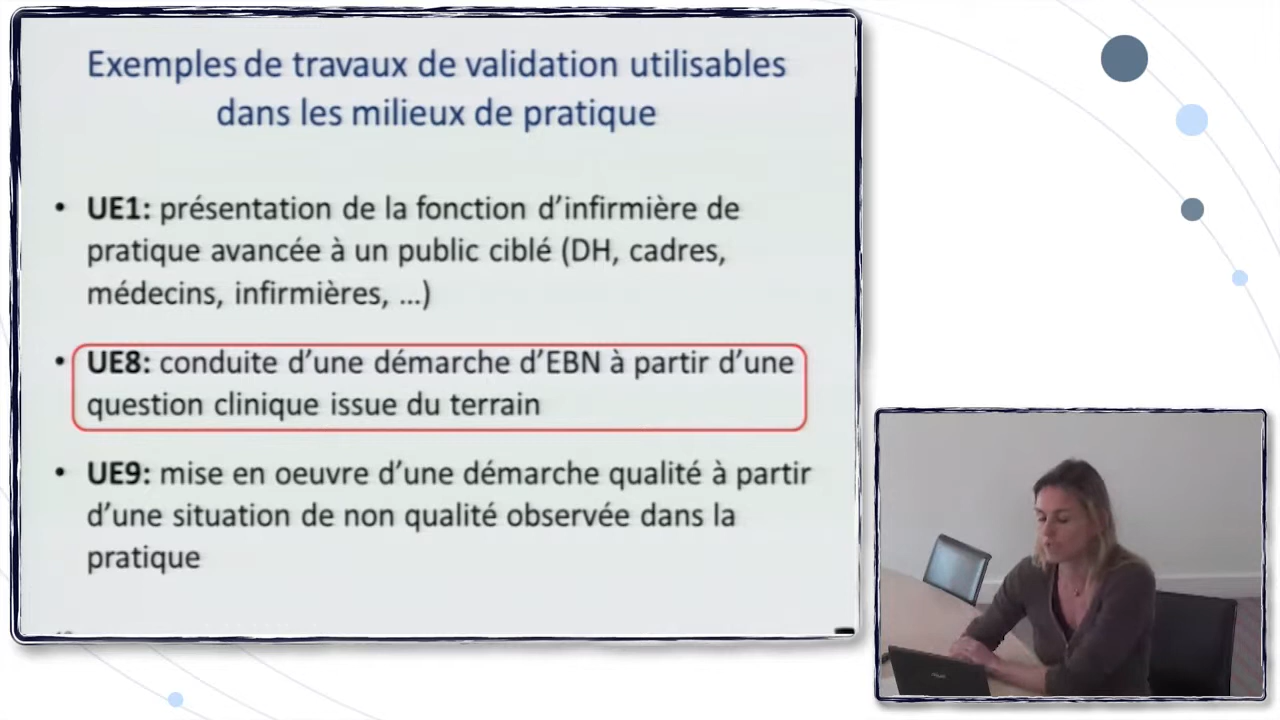 Exemples de travaux de validation utilisables
dans les milieux de pratique
• UE1: présentation de la fonction d'infirmière de
pratique avancée à un public ciblé (DH, cadres,
médecins, infirmières, ...)
• UE8: conduite d'une démarche d'EBN à partir d'une
question clinique issue du terrain
• UE9: mise en oeuvre d'une démarche qualité à partir
d'une situation de non qualité observée dans la
pratique